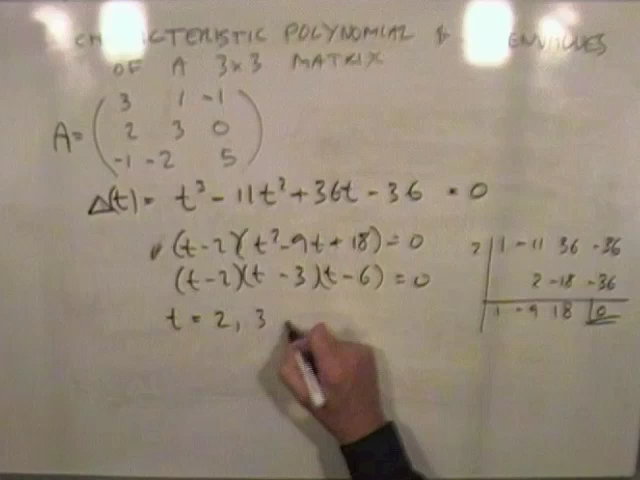 CHARACTERISTIC POLYNOMIAL & EIGENVALUES
OF A 3×3 MATRIX
A = ( 3 1 -1
2 3 0
-1 -2 5 )
Δ(t) = t³ - 11t² + 36t - 36 = 0
(t-2)(t²-9t+18) = 0
(t-2)(t-3)(t-6) = 0
t = 2, 3
2 | 1 -11 36 -36
2 -18 -36
1 -9 18 |0